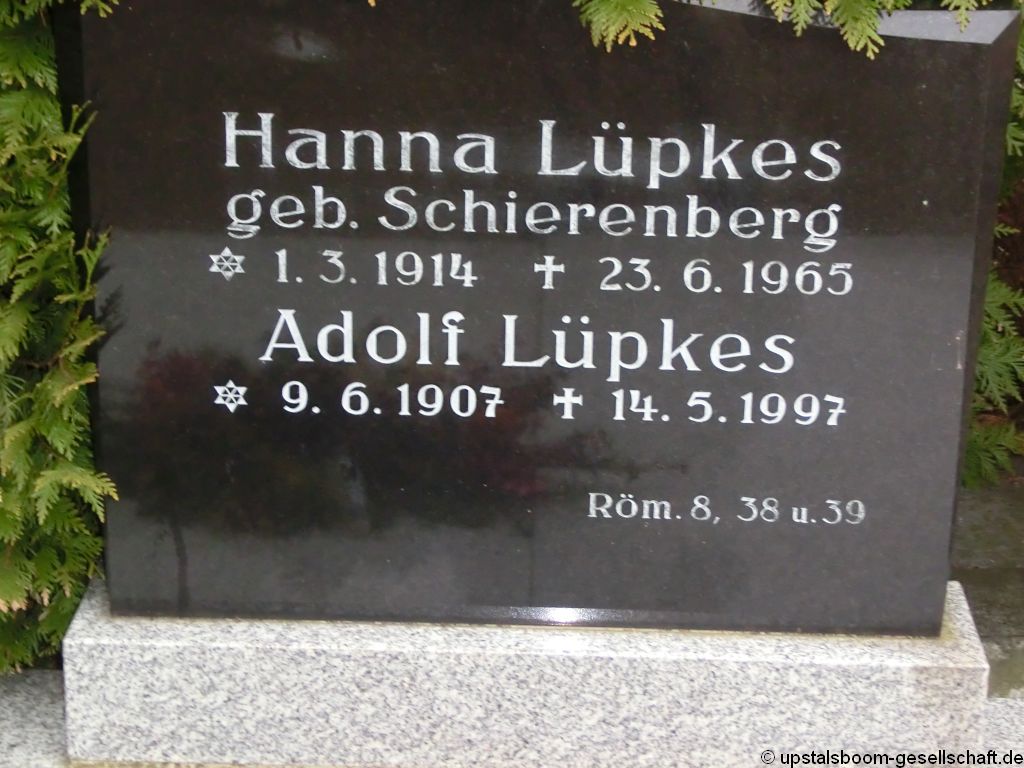 Hanna Lüpkes
geb. Schierenberg
✡ 1. 3. 1914 ✝ 23. 6. 1965
Adolf Lüpkes
✡ 9. 6. 1907 ✝ 14. 5. 1997
Röm. 8, 38 u. 39
© upstalsboom-gesellschaft.de